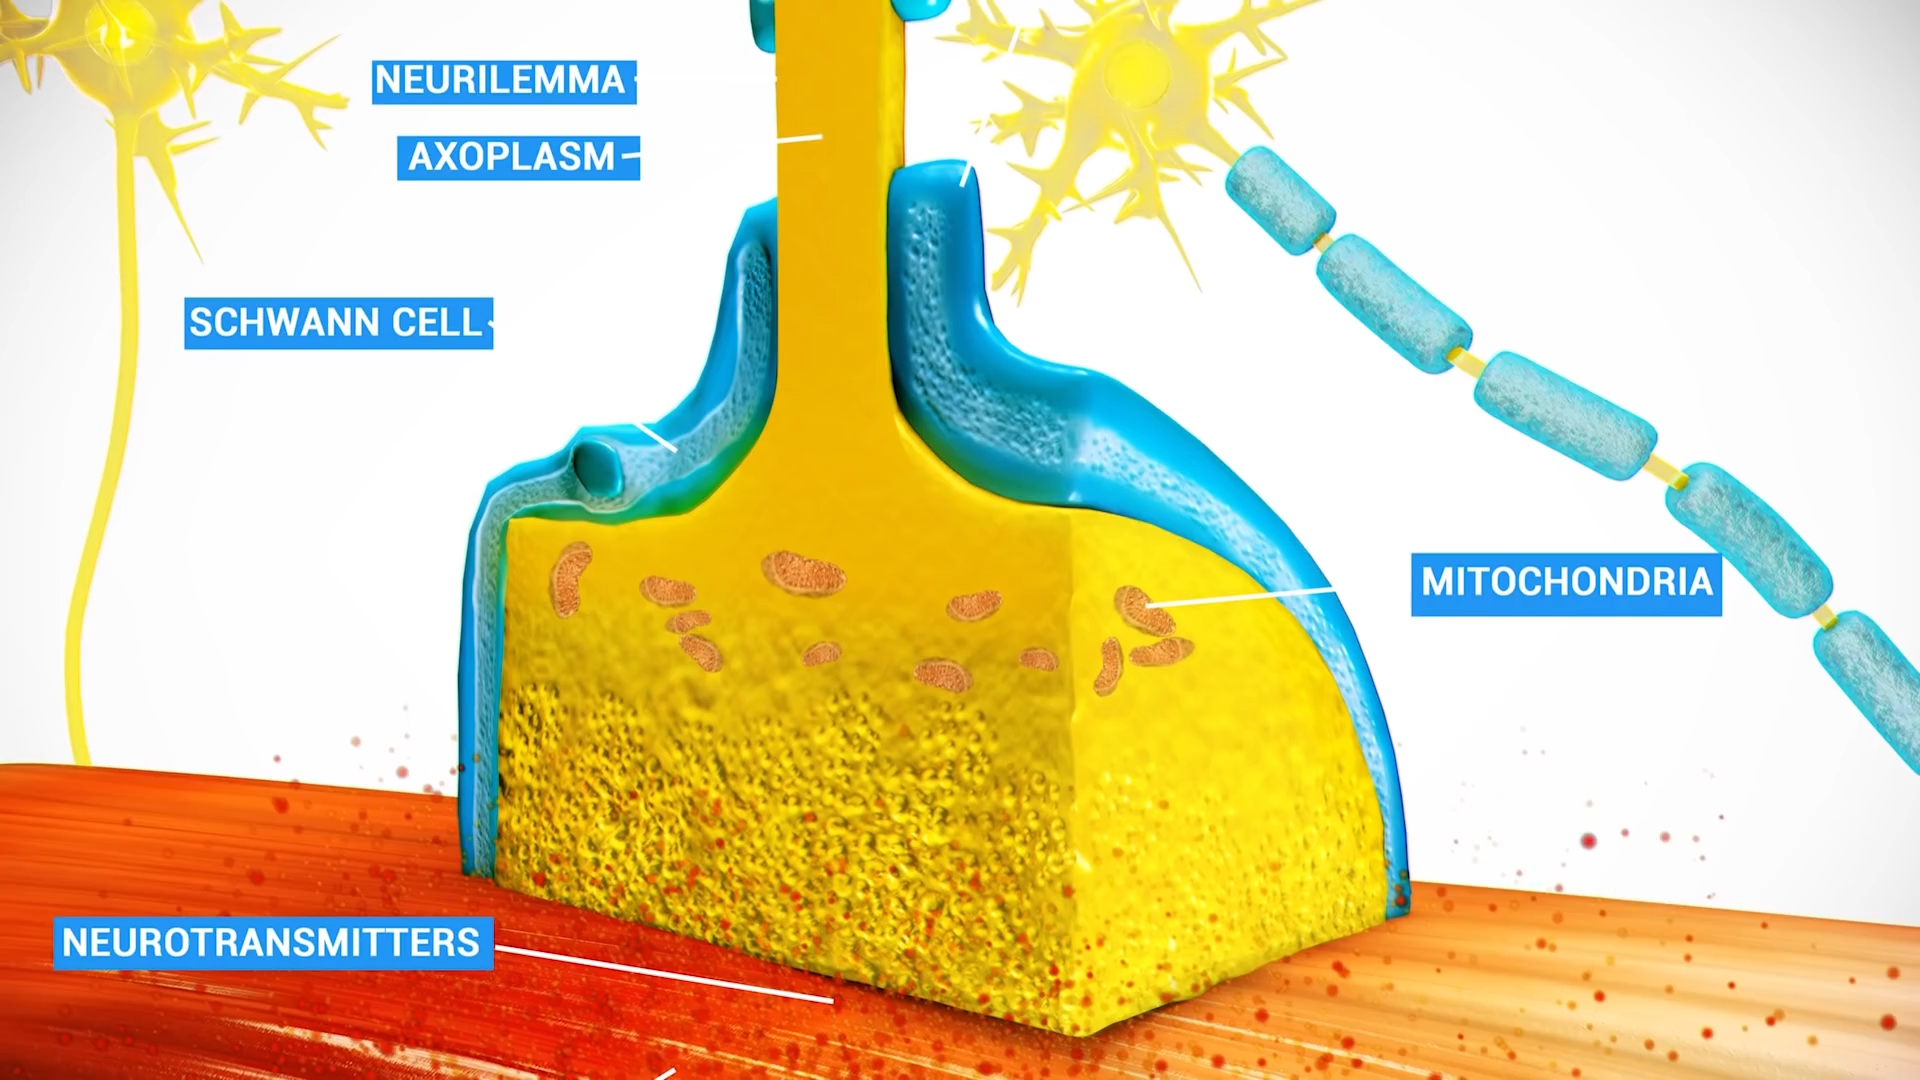 NEURILEMMA
AXOPLASM
SCHWANN CELL
MITOCHONDRIA
NEUROTRANSMITTERS